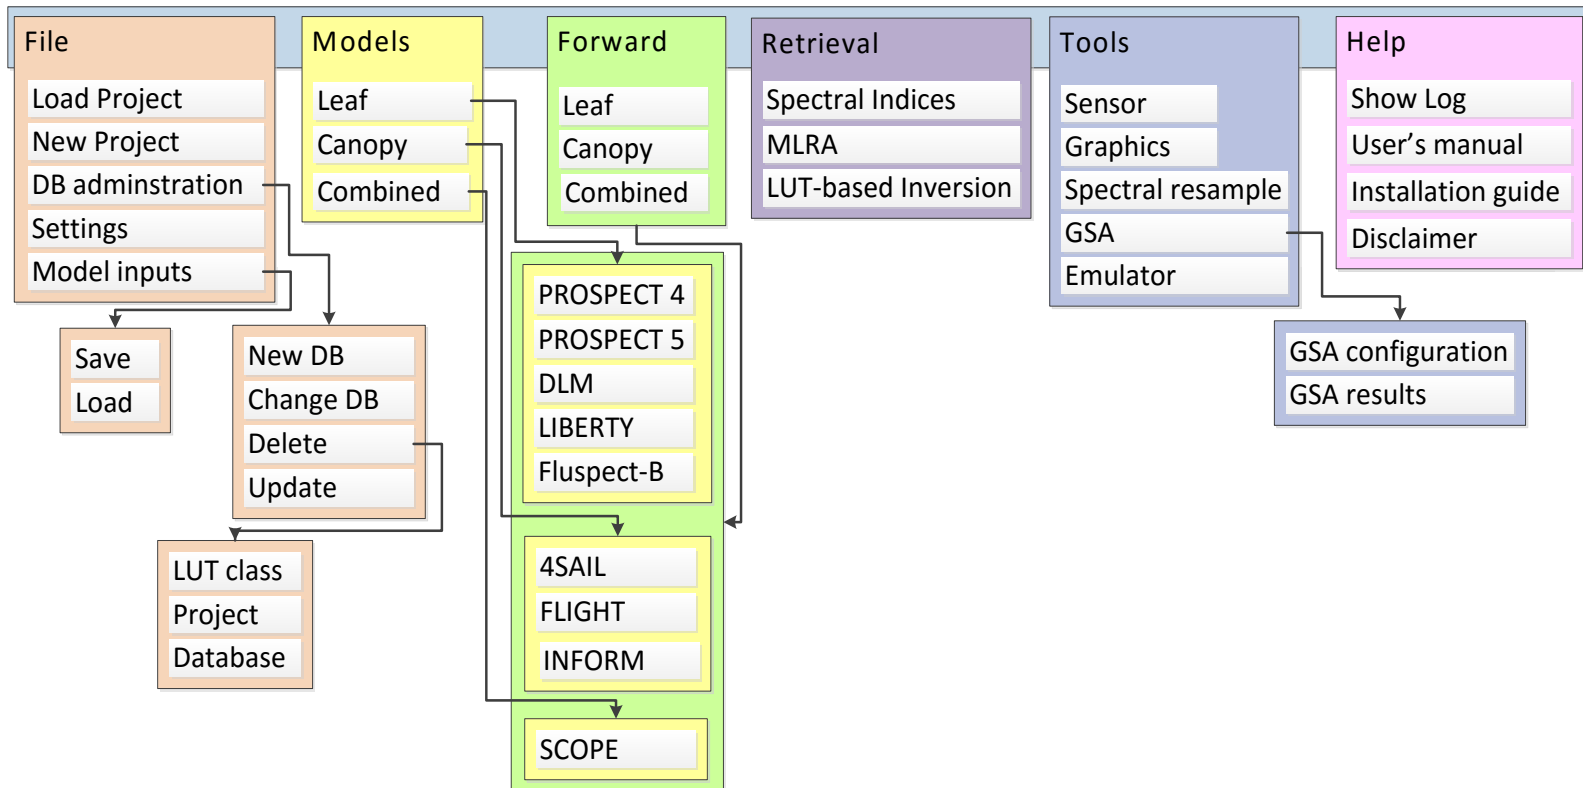 File
Load Project
New Project
DB adminstration
Settings
Model inputs
Save
Load
New DB
Change DB
Delete
Update
LUT class
Project
Database
Models
Leaf
Canopy
Combined
Forward
Leaf
Canopy
Combined
PROSPECT 4
PROSPECT 5
DLM
LIBERTY
Fluspect-B
4SAIL
FLIGHT
INFORM
SCOPE
Retrieval
Spectral Indices
MLRA
LUT-based Inversion
Tools
Sensor
Graphics
Spectral resample
GSA
Emulator
GSA configuration
GSA results
Help
Show Log
User's manual
Installation guide
Disclaimer